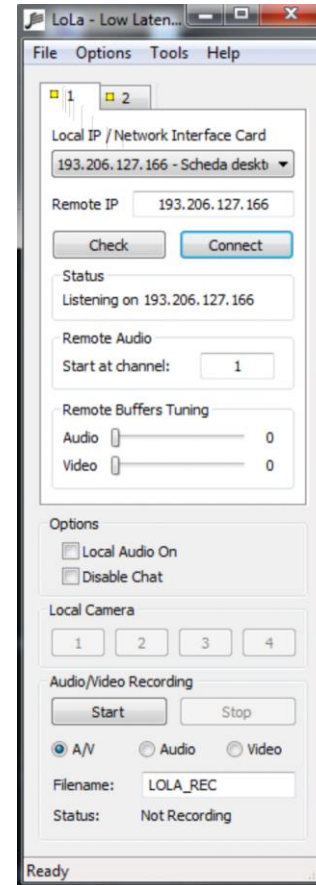 LoLa - Low Laten...
File Options Tools Help
1 2
Local IP / Network Interface Card
193.206.127.166 - Scheda deskt
Remote IP 193.206.127.166
Check Connect
Status
Listening on 193.206.127.166
Remote Audio
Start at channel: 1
Remote Buffers Tuning
Audio 0
Video 0
Options
Local Audio On
Disable Chat
Local Camera
1 2 3 4
Audio/Video Recording
Start Stop
A/V Audio Video
Filename: LOLA_REC
Status: Not Recording
Ready